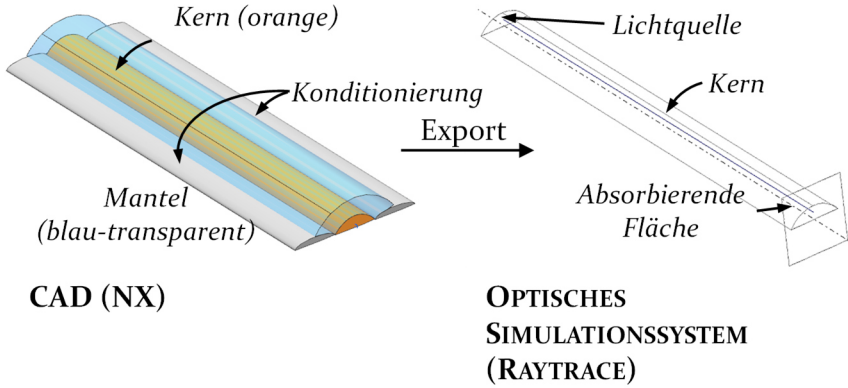 Kern (orange)
Konditionierung
Mantel
(blau-transparent)
CAD (NX)
Export
Lichtquelle
Kern
Absorbierende
Fläche
OPTISCHES
SIMULATIONSSYSTEM
(RAYTRACE)